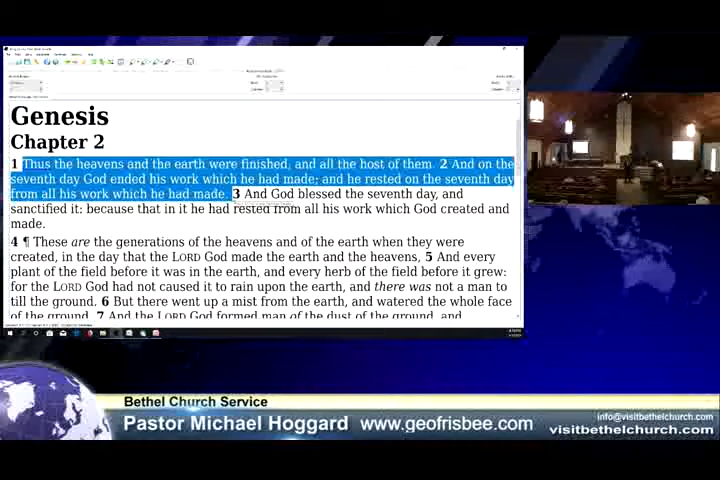 Genesis
Chapter 2
1 Thus the heavens and the earth were finished, and all the host of them. 2 And on the
seventh day God ended his work which he had made; and he rested on the seventh day
from all his work which he had made. 3 And God blessed the seventh day, and
sanctified it: because that in it he had rested from all his work which God created and
made.
4 ¶ These are the generations of the heavens and of the earth when they were
created, in the day that the LORD God made the earth and the heavens, 5 And every
plant of the field before it was in the earth, and every herb of the field before it grew:
for the LORD God had not caused it to rain upon the earth, and there was not a man to
till the ground. 6 But there went up a mist from the earth, and watered the whole face
of the ground. 7 And the LORD God formed man of the dust of the ground, and
Bethel Church Service
Pastor Michael Hoggard www.geofrisbee.com
info@visitbethelchurch.com
visitbethelchurch.com